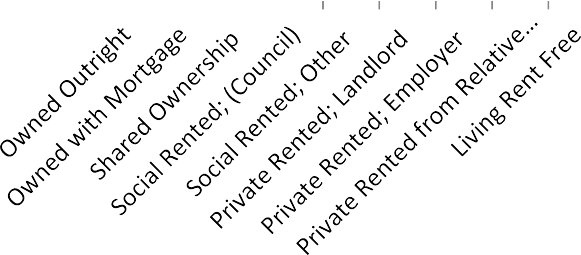 Owned Outright
Owned with Mortgage
Shared Ownership
Social Rented; (Council)
Social Rented; Other
Private Rented; Landlord
Private Rented; Employer
Private Rented from Relative...
Living Rent Free